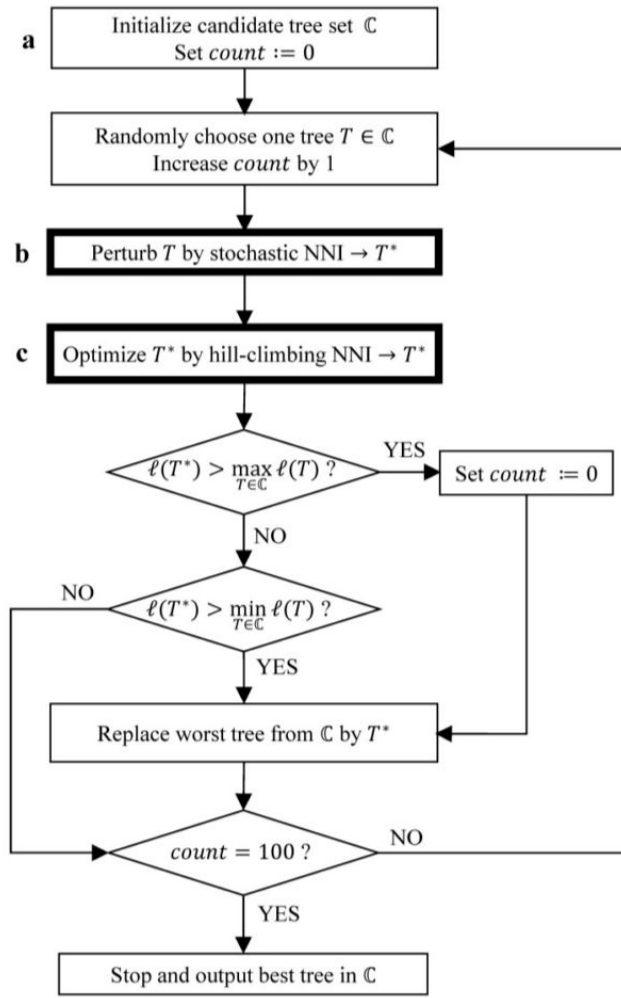 a
Initialize candidate tree set ℂ
Set count := 0
Randomly choose one tree T ∈ ℂ
Increase count by 1
b
Perturb T by stochastic NNI → T*
c
Optimize T* by hill-climbing NNI → T*
ℓ(T*) > max ℓ(T) ?
T∈ℂ
YES
Set count := 0
NO
NO
ℓ(T*) > min ℓ(T) ?
T∈ℂ
YES
Replace worst tree from ℂ by T*
count = 100 ?
NO
YES
Stop and output best tree in ℂ